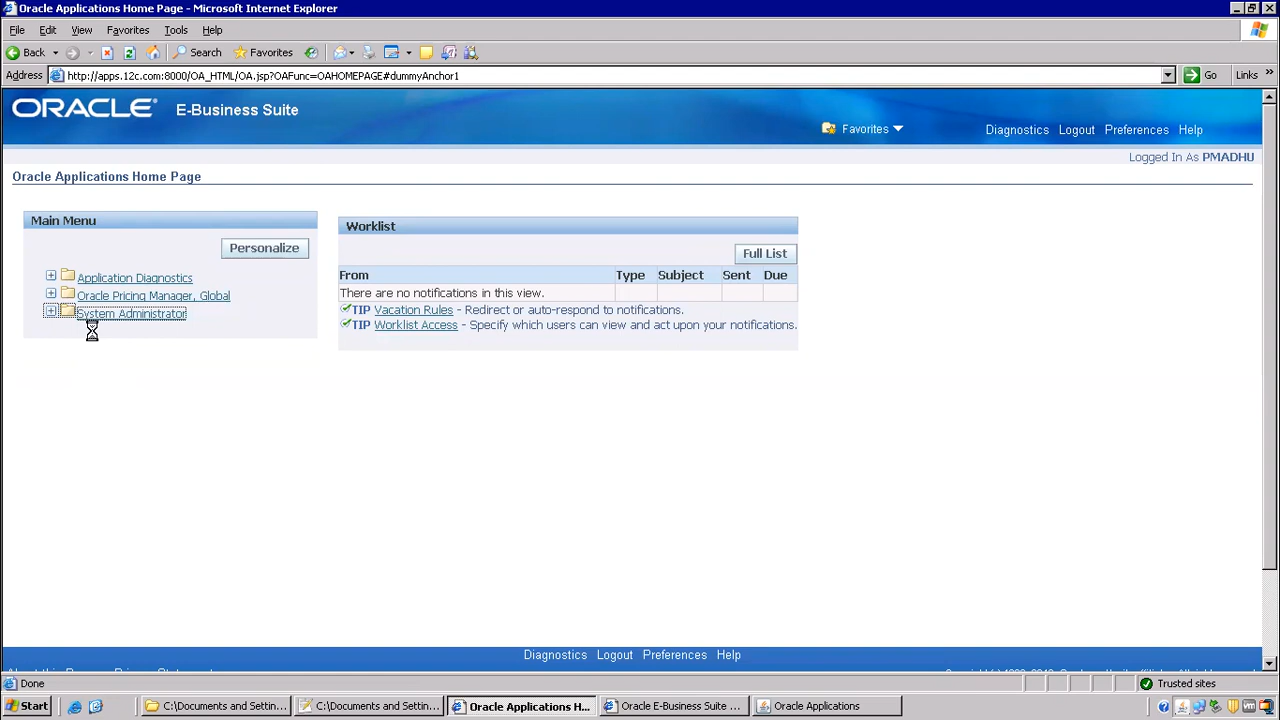 Oracle Applications Home Page - Microsoft Internet Explorer
File Edit View Favorites Tools Help
Back Search Favorites
Address http://apps.12c.com:8000/OA_HTML/OA.jsp?OAFunc=OAHOMEPAGE#dummyAnchor1 Go Links
ORACLE® E-Business Suite
Favorites Diagnostics Logout Preferences Help
Logged In As PMADHU
Oracle Applications Home Page
Main Menu
Personalize
Application Diagnostics
Oracle Pricing Manager, Global
System Administrator
Worklist
Full List
From Type Subject Sent Due
There are no notifications in this view.
TIP Vacation Rules - Redirect or auto-respond to notifications.
TIP Worklist Access - Specify which users can view and act upon your notifications.
Diagnostics Logout Preferences Help
Done Trusted sites
Start C:\Documents and Settin... C:\Documents and Settin... Oracle Applications H... Oracle E-Business Suite ... Oracle Applications